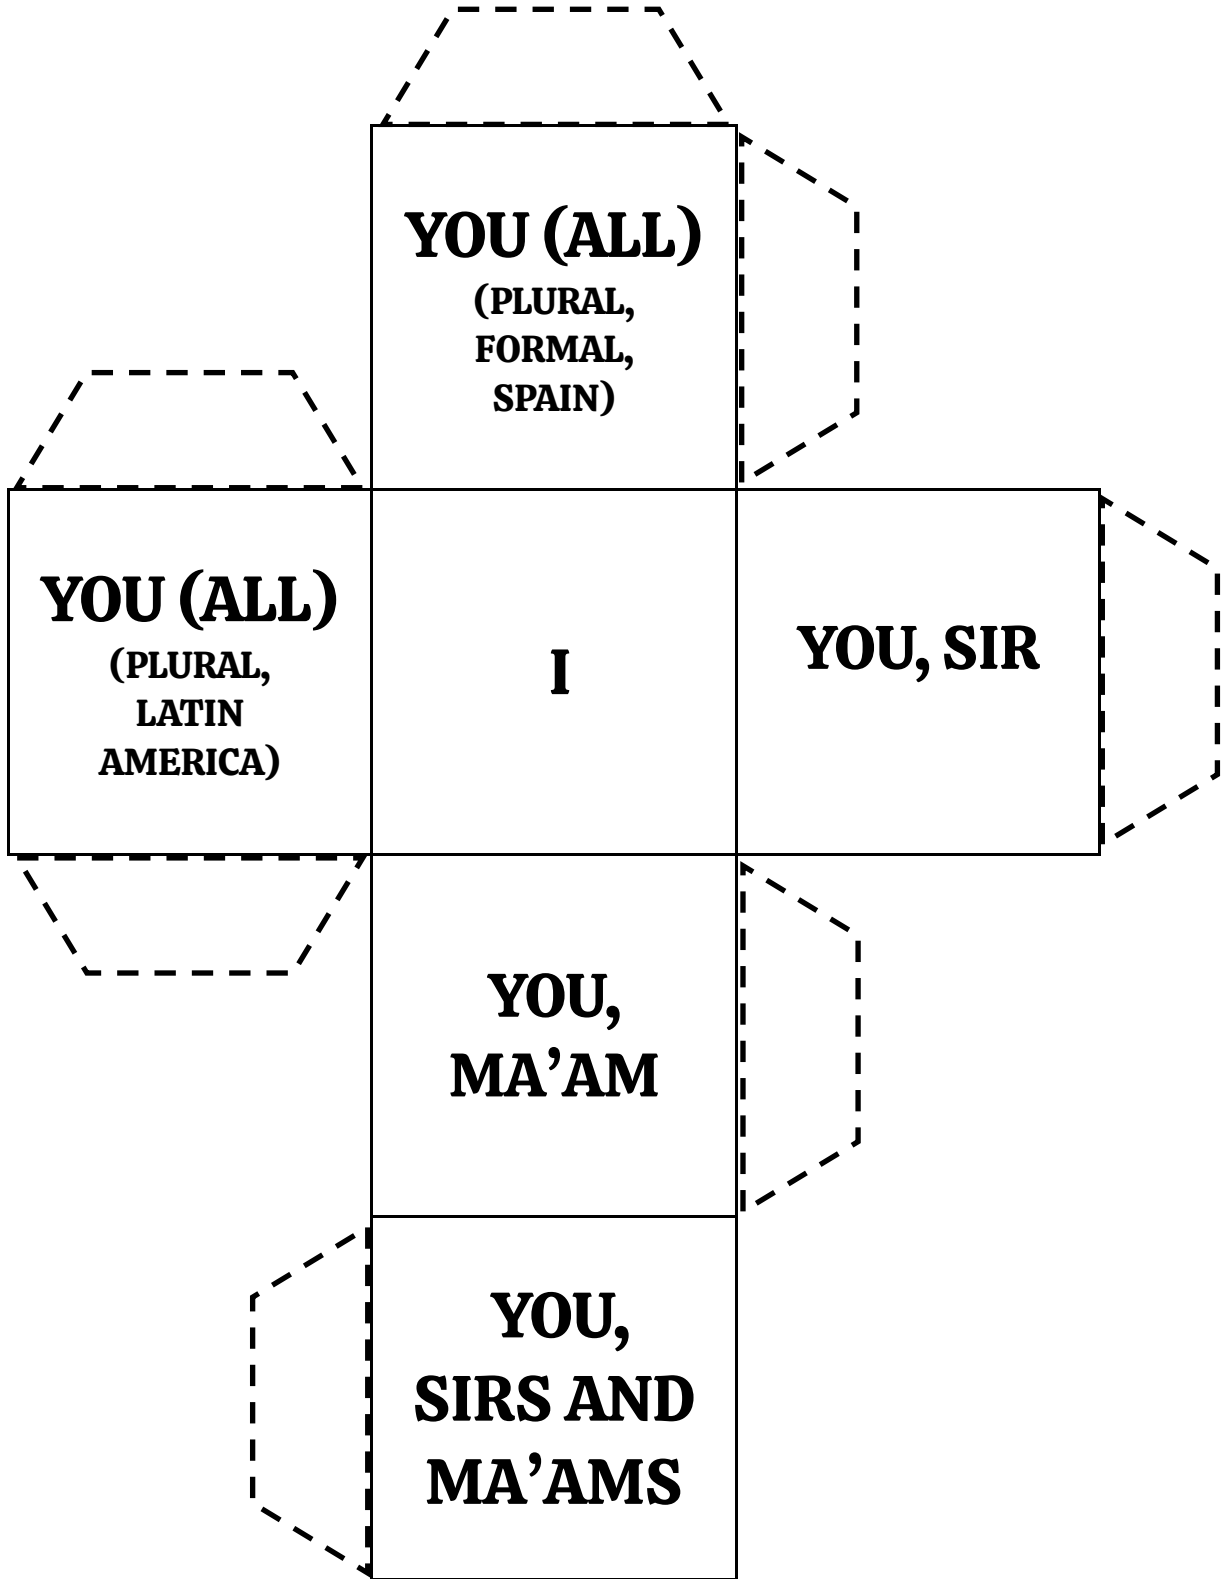 YOU (ALL)
(PLURAL,
FORMAL,
SPAIN)
YOU (ALL)
(PLURAL,
LATIN
AMERICA)
I
YOU, SIR
YOU,
MA’AM
YOU,
SIRS AND
MA’AMS